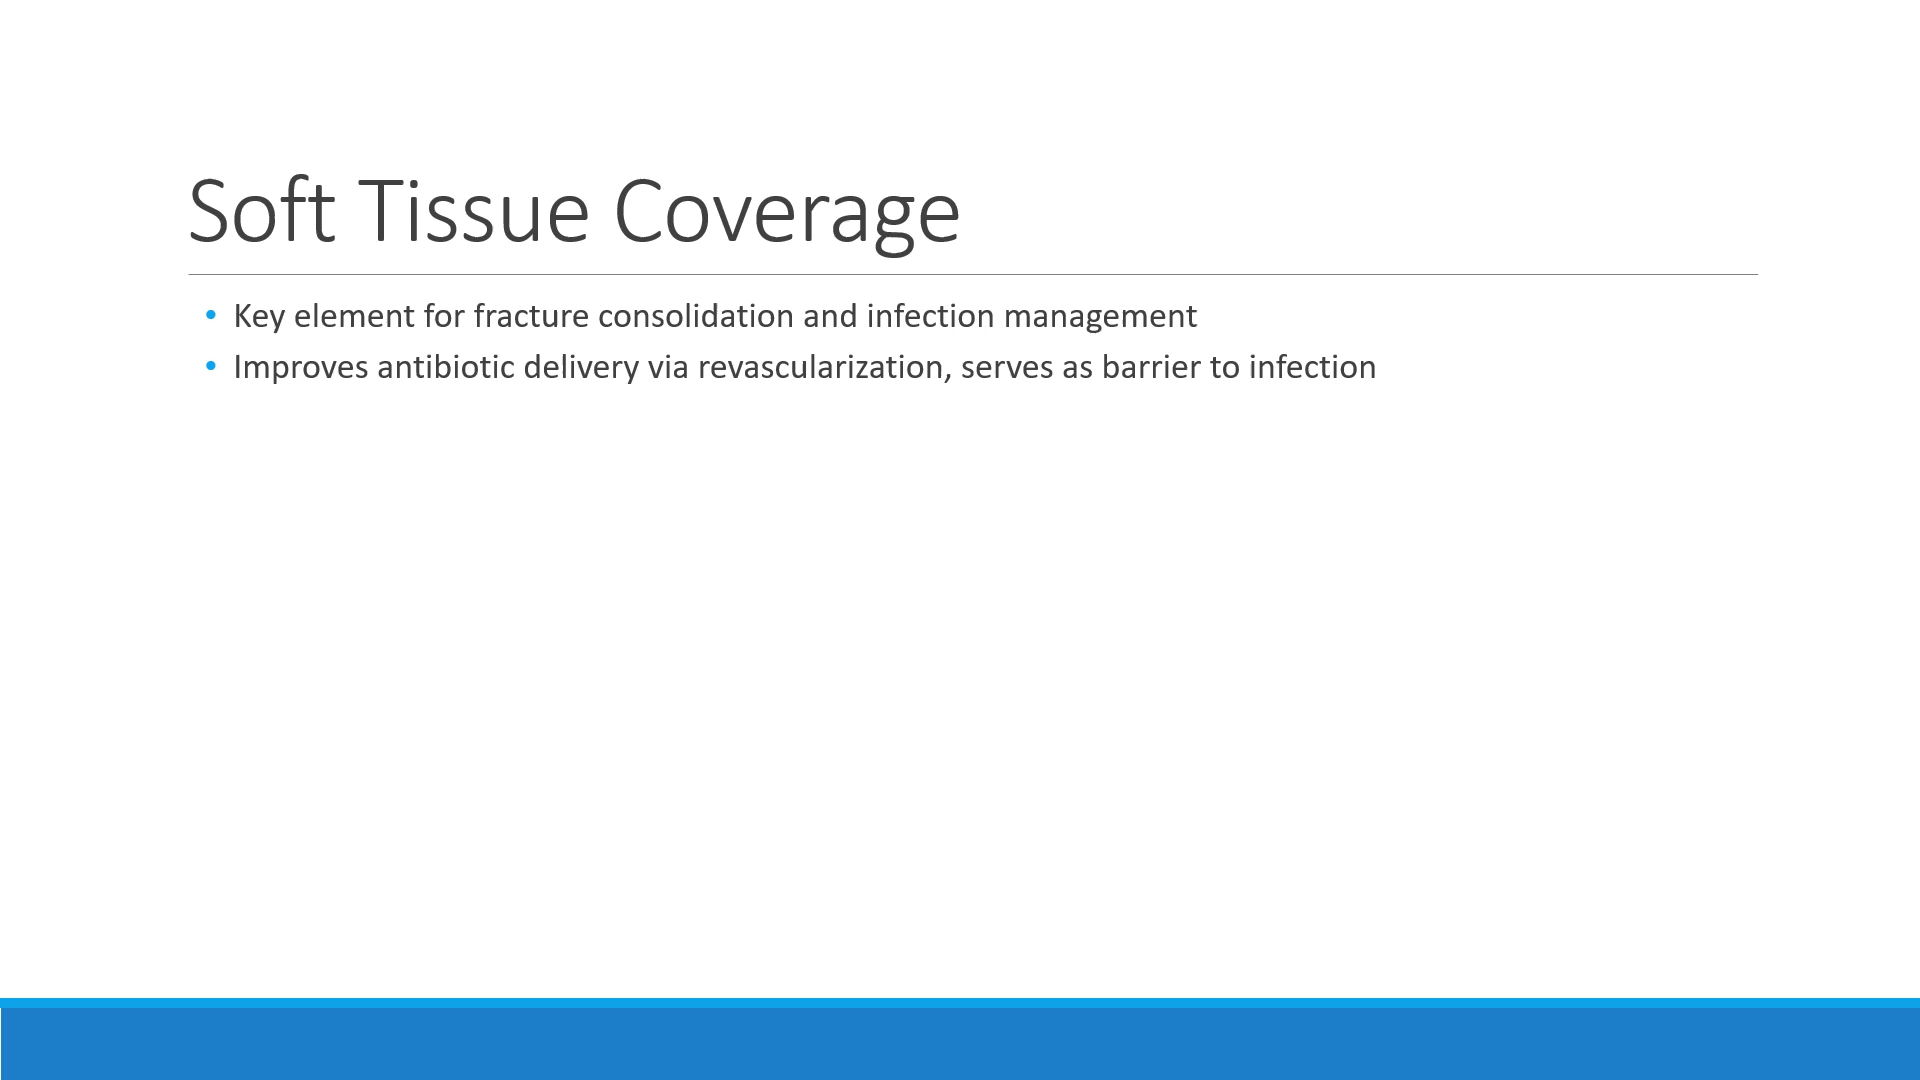 Soft Tissue Coverage
• Key element for fracture consolidation and infection management
• Improves antibiotic delivery via revascularization, serves as barrier to infection